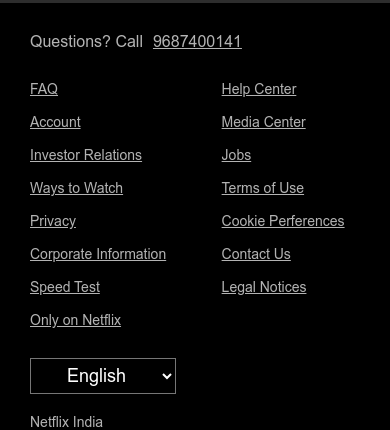 Questions? Call 9687400141
FAQ
Help Center
Account
Media Center
Investor Relations
Jobs
Ways to Watch
Terms of Use
Privacy
Cookie Perferences
Corporate Information
Contact Us
Speed Test
Legal Notices
Only on Netflix
English
Netflix India